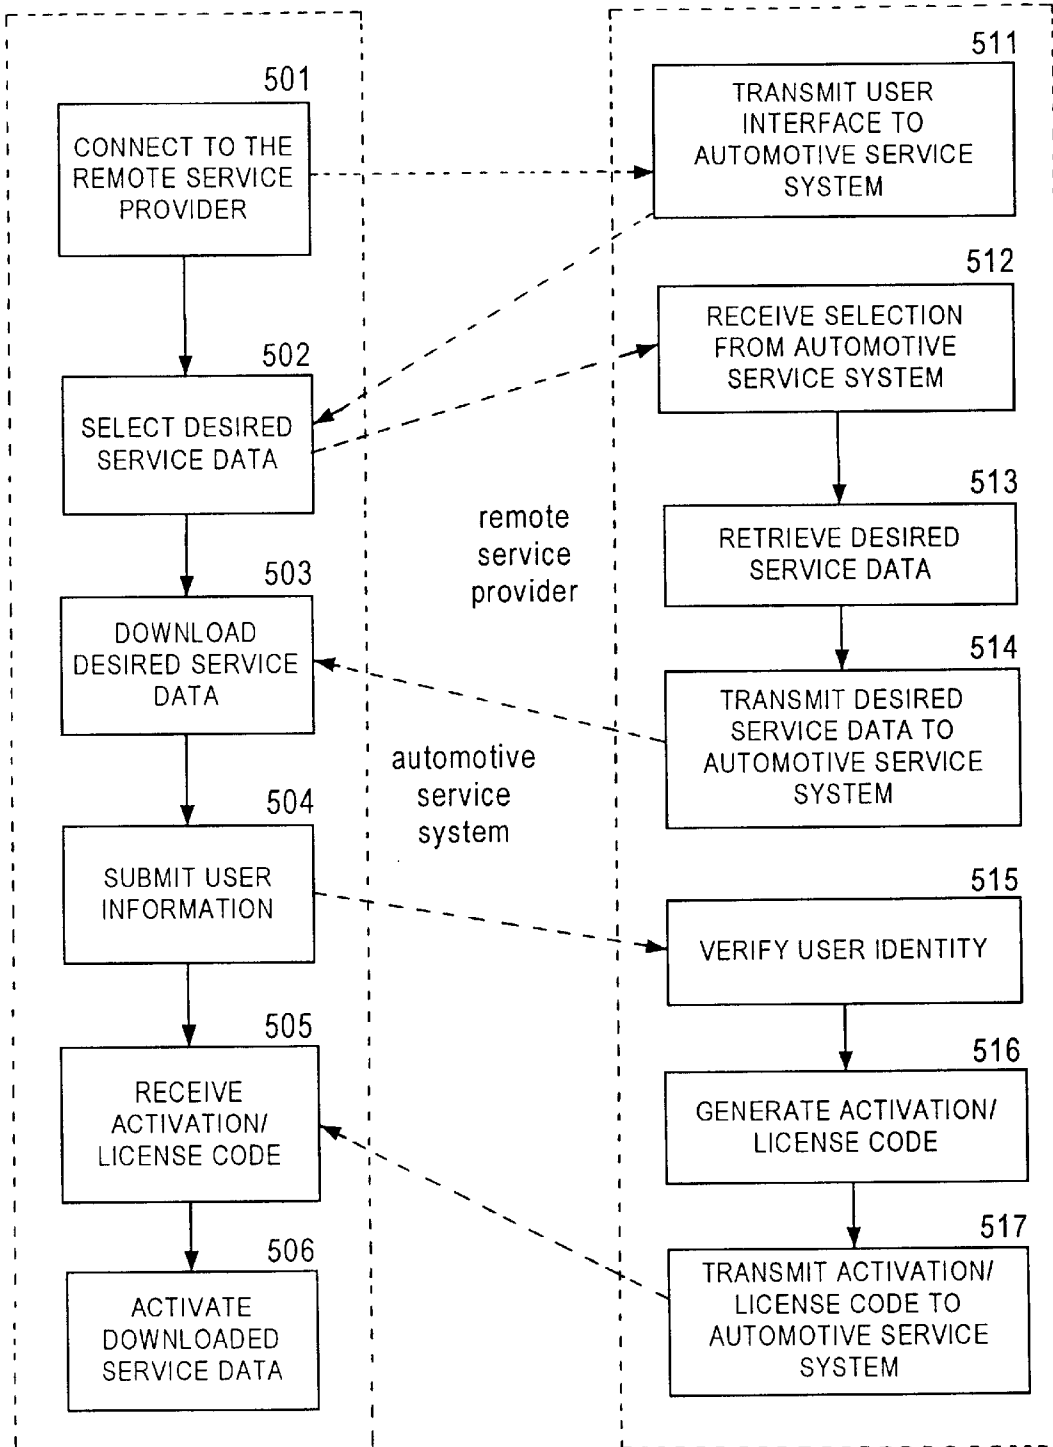 501
CONNECT TO THE
REMOTE SERVICE
PROVIDER
502
SELECT DESIRED
SERVICE DATA
503
DOWNLOAD
DESIRED SERVICE
DATA
504
SUBMIT USER
INFORMATION
505
RECEIVE
ACTIVATION/
LICENSE CODE
506
ACTIVATE
DOWNLOADED
SERVICE DATA
remote
service
provider
automotive
service
system
511
TRANSMIT USER
INTERFACE TO
AUTOMOTIVE SERVICE
SYSTEM
512
RECEIVE SELECTION
FROM AUTOMOTIVE
SERVICE SYSTEM
513
RETRIEVE DESIRED
SERVICE DATA
514
TRANSMIT DESIRED
SERVICE DATA TO
AUTOMOTIVE SERVICE
SYSTEM
515
VERIFY USER IDENTITY
516
GENERATE ACTIVATION/
LICENSE CODE
517
TRANSMIT ACTIVATION/
LICENSE CODE TO
AUTOMOTIVE SERVICE
SYSTEM